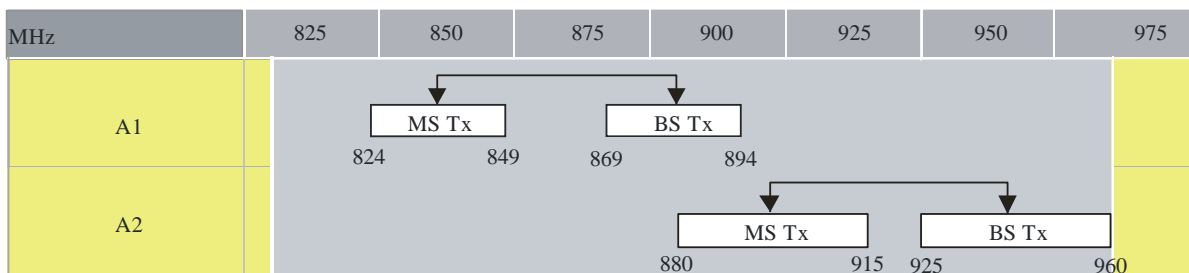 MHz 825 850 875 900 925 950 975
A1 MS Tx BS Tx
824 849 869 894
A2 MS Tx BS Tx
880 915 925 960